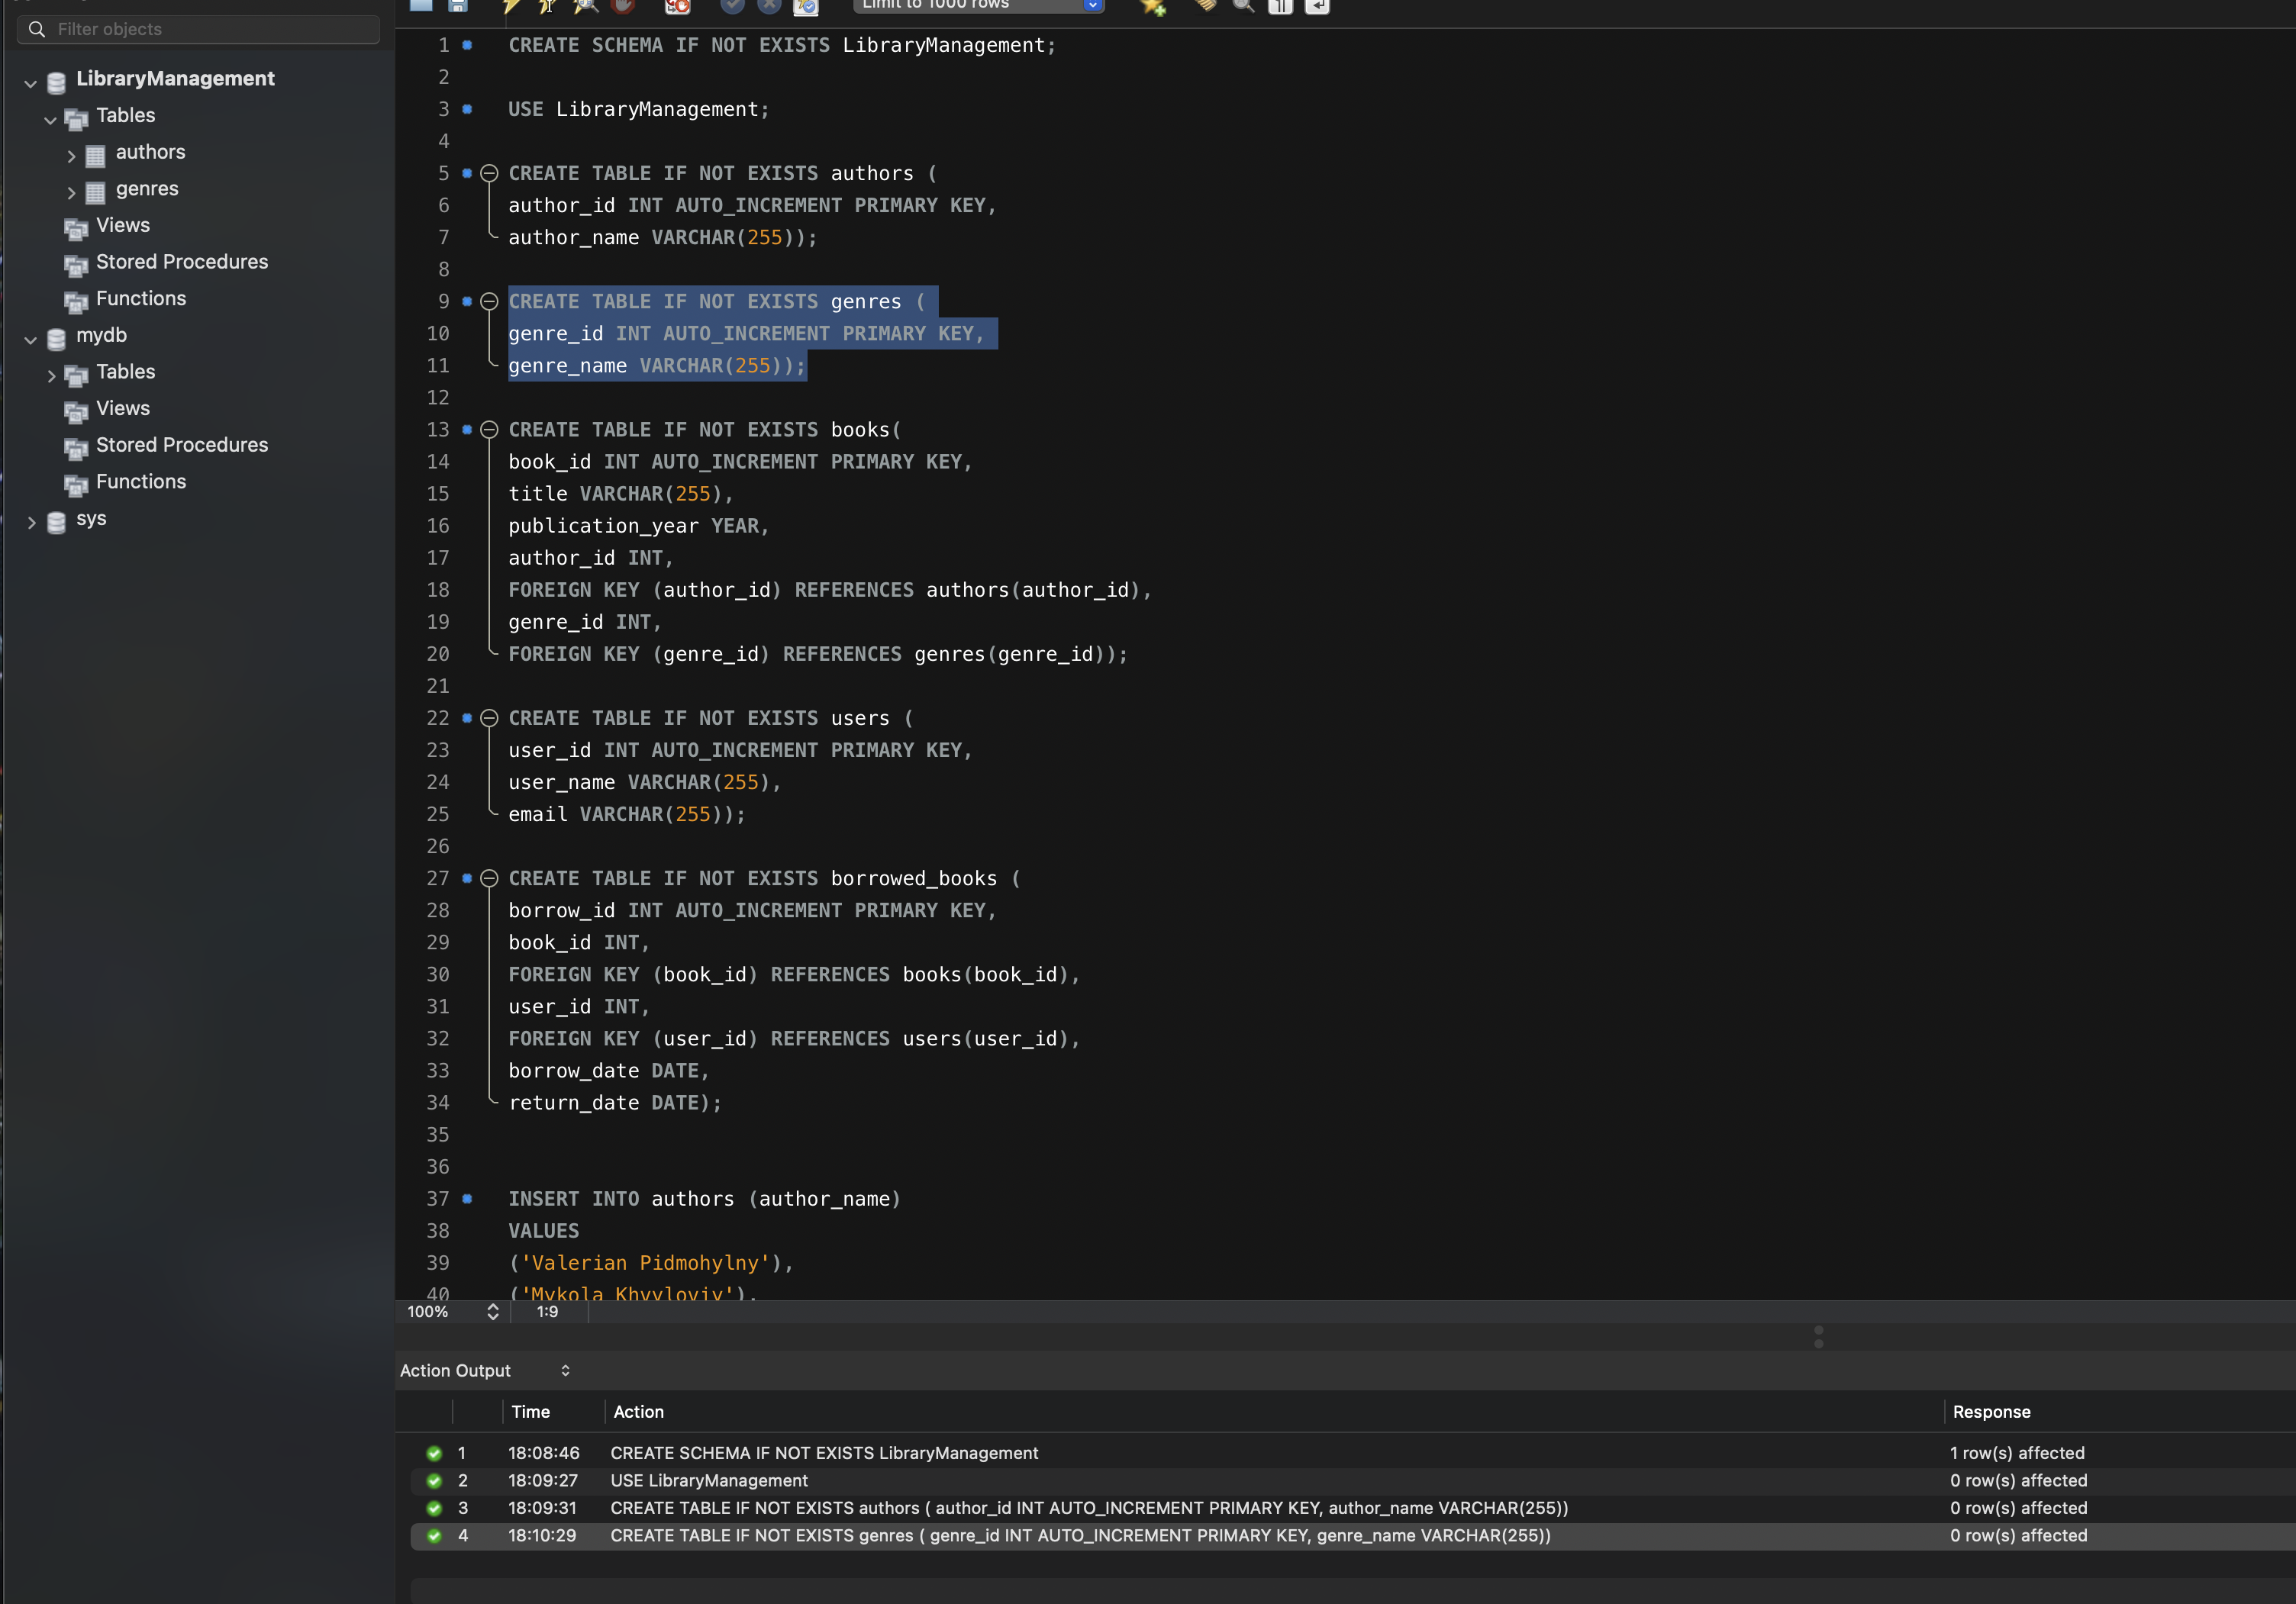 Limit to 1000 rows
Filter objects
LibraryManagement
Tables
authors
genres
Views
Stored Procedures
Functions
mydb
Tables
Views
Stored Procedures
Functions
sys
1 CREATE SCHEMA IF NOT EXISTS LibraryManagement;
2
3 USE LibraryManagement;
4
5 CREATE TABLE IF NOT EXISTS authors (
6 author_id INT AUTO_INCREMENT PRIMARY KEY,
7 author_name VARCHAR(255));
8
9 CREATE TABLE IF NOT EXISTS genres (
10 genre_id INT AUTO_INCREMENT PRIMARY KEY,
11 genre_name VARCHAR(255));
12
13 CREATE TABLE IF NOT EXISTS books(
14 book_id INT AUTO_INCREMENT PRIMARY KEY,
15 title VARCHAR(255),
16 publication_year YEAR,
17 author_id INT,
18 FOREIGN KEY (author_id) REFERENCES authors(author_id),
19 genre_id INT,
20 FOREIGN KEY (genre_id) REFERENCES genres(genre_id));
21
22 CREATE TABLE IF NOT EXISTS users (
23 user_id INT AUTO_INCREMENT PRIMARY KEY,
24 user_name VARCHAR(255),
25 email VARCHAR(255));
26
27 CREATE TABLE IF NOT EXISTS borrowed_books (
28 borrow_id INT AUTO_INCREMENT PRIMARY KEY,
29 book_id INT,
30 FOREIGN KEY (book_id) REFERENCES books(book_id),
31 user_id INT,
32 FOREIGN KEY (user_id) REFERENCES users(user_id),
33 borrow_date DATE,
34 return_date DATE);
35
36
37 INSERT INTO authors (author_name)
38 VALUES
39 ('Valerian Pidmohylny'),
40 ('Mykola Khvyloviy'),
100% 1:9
Action Output
Time Action Response
1 18:08:46 CREATE SCHEMA IF NOT EXISTS LibraryManagement 1 row(s) affected
2 18:09:27 USE LibraryManagement 0 row(s) affected
3 18:09:31 CREATE TABLE IF NOT EXISTS authors ( author_id INT AUTO_INCREMENT PRIMARY KEY, author_name VARCHAR(255)) 0 row(s) affected
4 18:10:29 CREATE TABLE IF NOT EXISTS genres ( genre_id INT AUTO_INCREMENT PRIMARY KEY, genre_name VARCHAR(255)) 0 row(s) affected